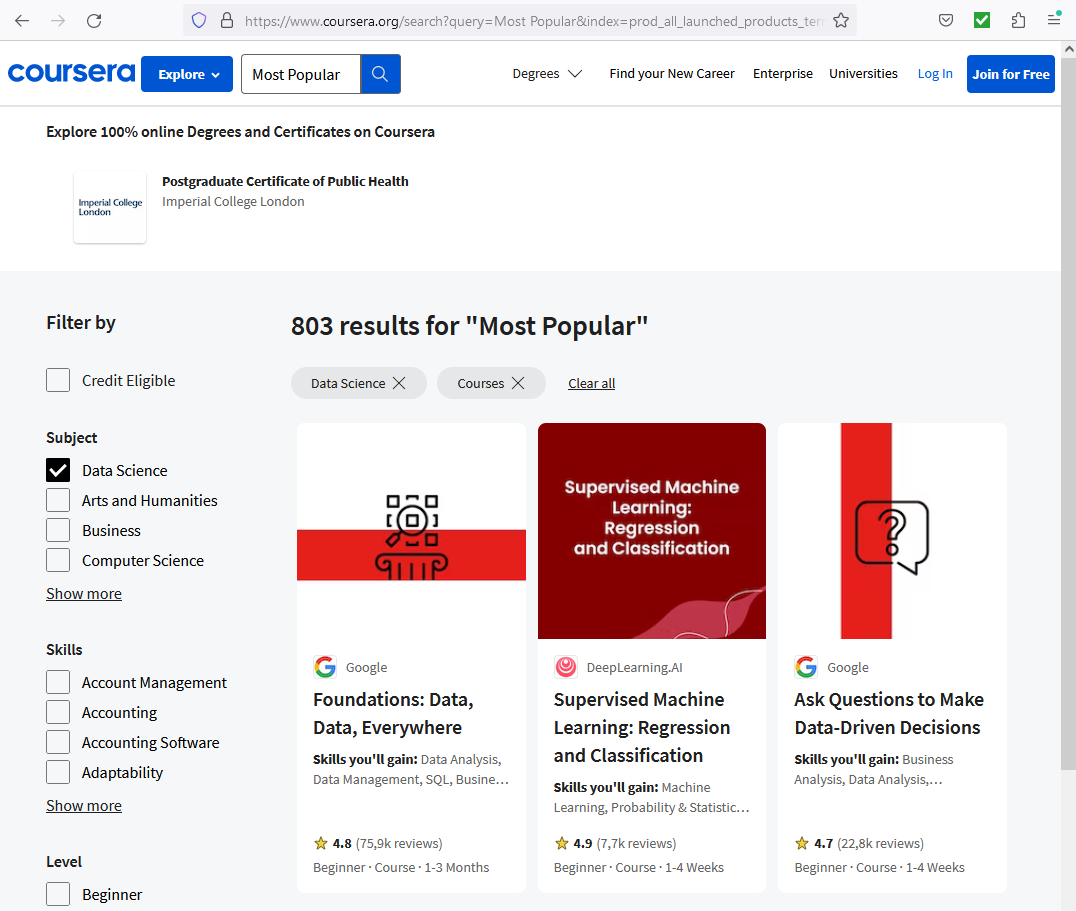 https://www.coursera.org/search?query=Most Popular&index=prod_all_launched_products_ter
coursera
Explore
Most Popular
Degrees
Find your New Career
Enterprise
Universities
Log In
Join for Free
Explore 100% online Degrees and Certificates on Coursera
Imperial College
London
Postgraduate Certificate of Public Health
Imperial College London
Filter by
Credit Eligible
Subject
Data Science
Arts and Humanities
Business
Computer Science
Show more
Skills
Account Management
Accounting
Accounting Software
Adaptability
Show more
Level
Beginner
803 results for "Most Popular"
Data Science
Courses
Clear all
Google
Foundations: Data,
Data, Everywhere
Skills you'll gain: Data Analysis,
Data Management, SQL, Busine…
4.8 (75,9k reviews)
Beginner · Course · 1-3 Months
Supervised Machine
Learning:
Regression
and Classification
DeepLearning.AI
Supervised Machine
Learning: Regression
and Classification
Skills you'll gain: Machine
Learning, Probability & Statistic…
4.9 (7,7k reviews)
Beginner · Course · 1-4 Weeks
Google
Ask Questions to Make
Data-Driven Decisions
Skills you'll gain: Business
Analysis, Data Analysis,…
4.7 (22,8k reviews)
Beginner · Course · 1-4 Weeks